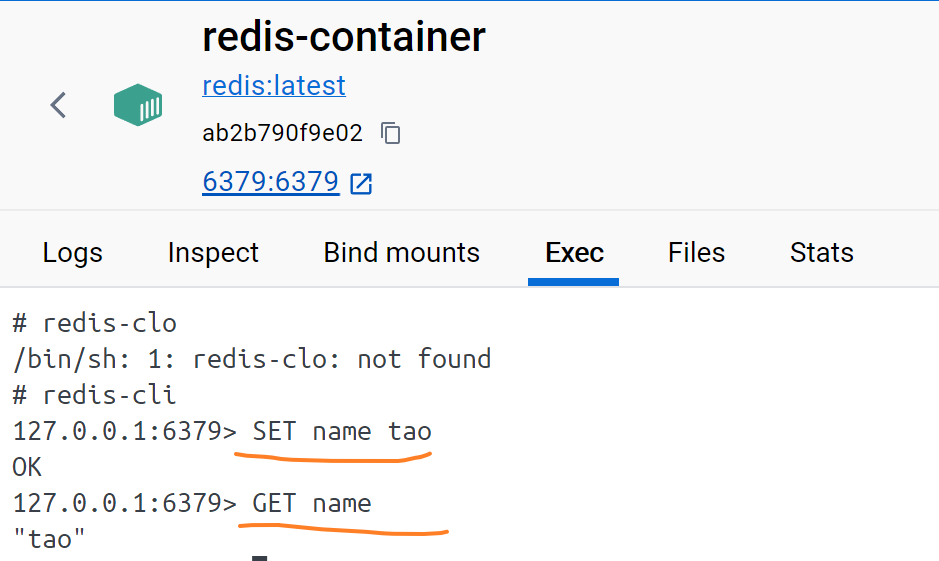 redis-container
redis:latest
ab2b790f9e02
6379:6379
Logs Inspect Bind mounts Exec Files Stats
# redis-clo
/bin/sh: 1: redis-clo: not found
# redis-cli
127.0.0.1:6379> SET name tao
OK
127.0.0.1:6379> GET name
"tao"